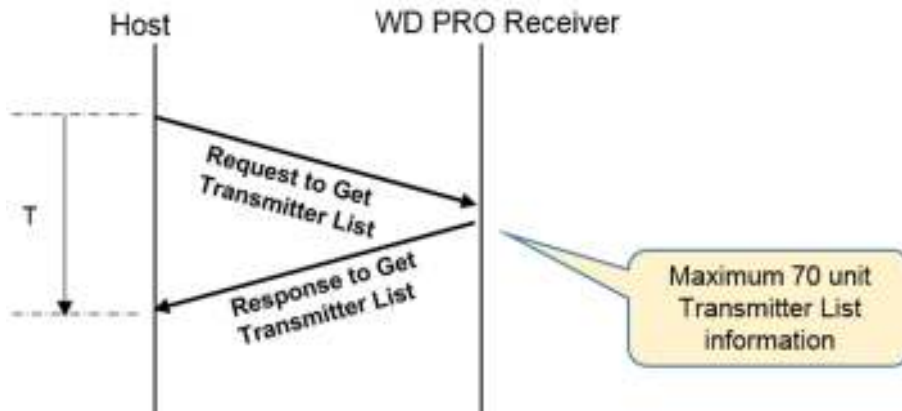 Host
WD PRO Receiver
Request to Get
Transmitter List
T
Response to Get
Transmitter List
Maximum 70 unit
Transmitter List
information